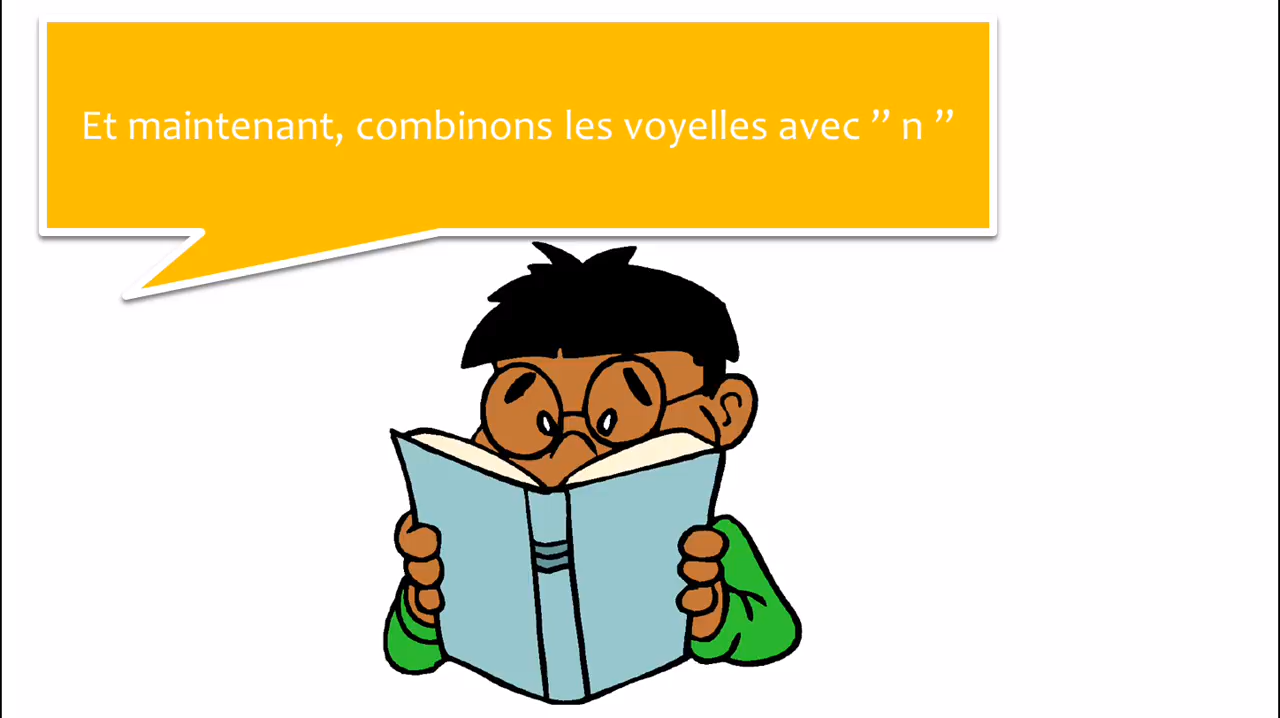 Et maintenant, combinons les voyelles avec ” n ”